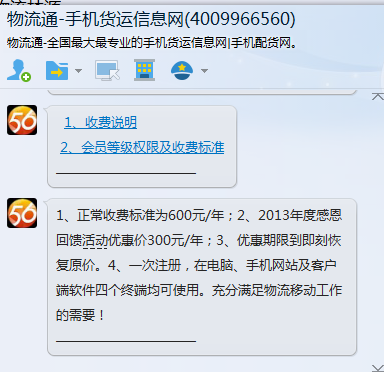 物流通-手机货运信息网(4009966560)
物流通-全国最大最专业的手机货运信息网|手机配货网。
56
1、收费说明
2、会员等级权限及收费标准
56
1、正常收费标准为600元/年；2、2013年度感恩
回馈活动优惠价300元/年；3、优惠期限到即刻恢
复原价。4、一次注册，在电脑、手机网站及客户
端软件四个终端均可使用。充分满足物流移动工作
的需要！